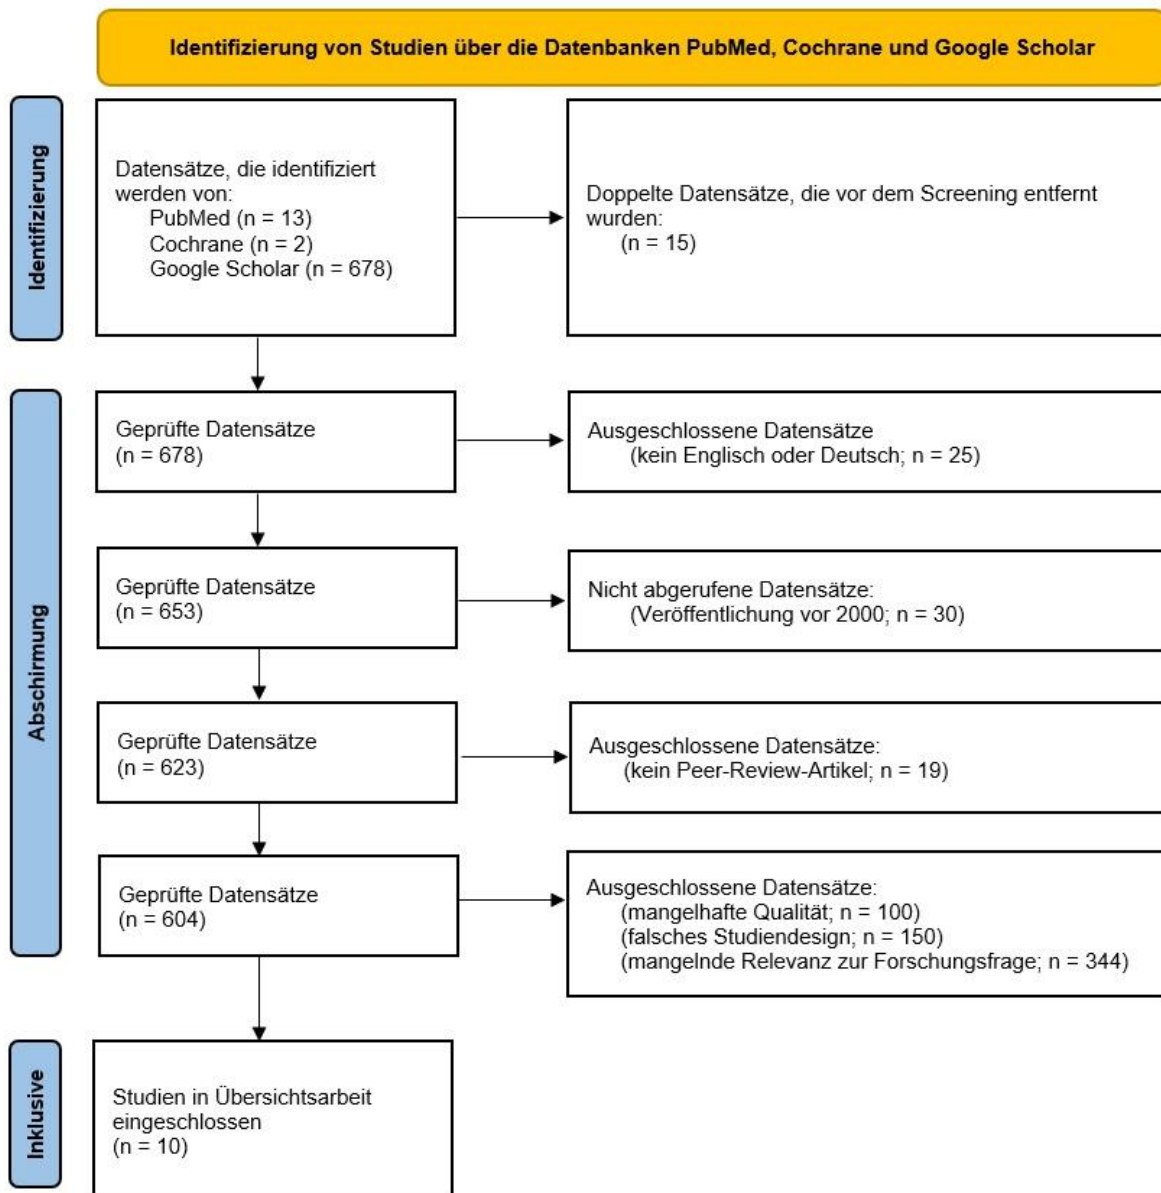 Identifizierung von Studien über die Datenbanken PubMed, Cochrane und Google Scholar
Identifizierung
Datensätze, die identifiziert
werden von:
PubMed (n = 13)
Cochrane (n = 2)
Google Scholar (n = 678)
Doppelte Datensätze, die vor dem Screening entfernt
wurden:
(n = 15)
Abschirmung
Geprüfte Datensätze
(n = 678)
Ausgeschlossene Datensätze
(kein Englisch oder Deutsch; n = 25)
Geprüfte Datensätze
(n = 653)
Nicht abgerufene Datensätze:
(Veröffentlichung vor 2000; n = 30)
Geprüfte Datensätze
(n = 623)
Ausgeschlossene Datensätze:
(kein Peer-Review-Artikel; n = 19)
Geprüfte Datensätze
(n = 604)
Ausgeschlossene Datensätze:
(mangelhafte Qualität; n = 100)
(falsches Studiendesign; n = 150)
(mangelnde Relevanz zur Forschungsfrage; n = 344)
Inklusive
Studien in Übersichtsarbeit
eingeschlossen
(n = 10)